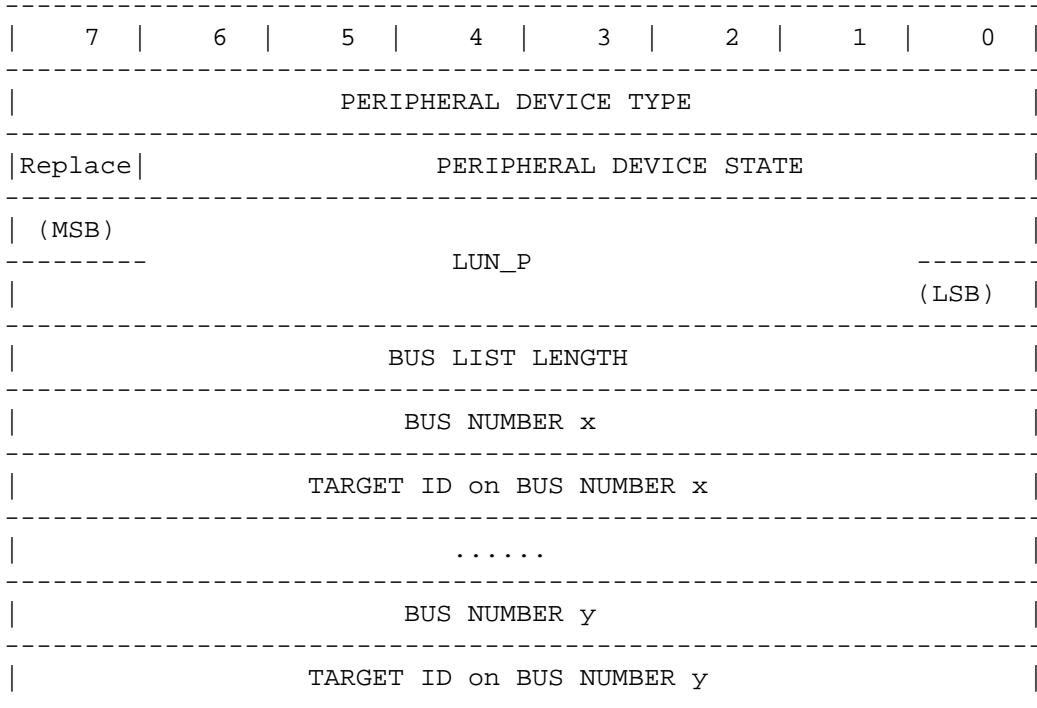 | 7 | 6 | 5 | 4 | 3 | 2 | 1 | 0 |
| PERIPHERAL DEVICE TYPE |
|Replace| PERIPHERAL DEVICE STATE |
| (MSB) |
--------- LUN_P --------
| (LSB) |
| BUS LIST LENGTH |
| BUS NUMBER x |
| TARGET ID on BUS NUMBER x |
| ...... |
| BUS NUMBER y |
| TARGET ID on BUS NUMBER y |